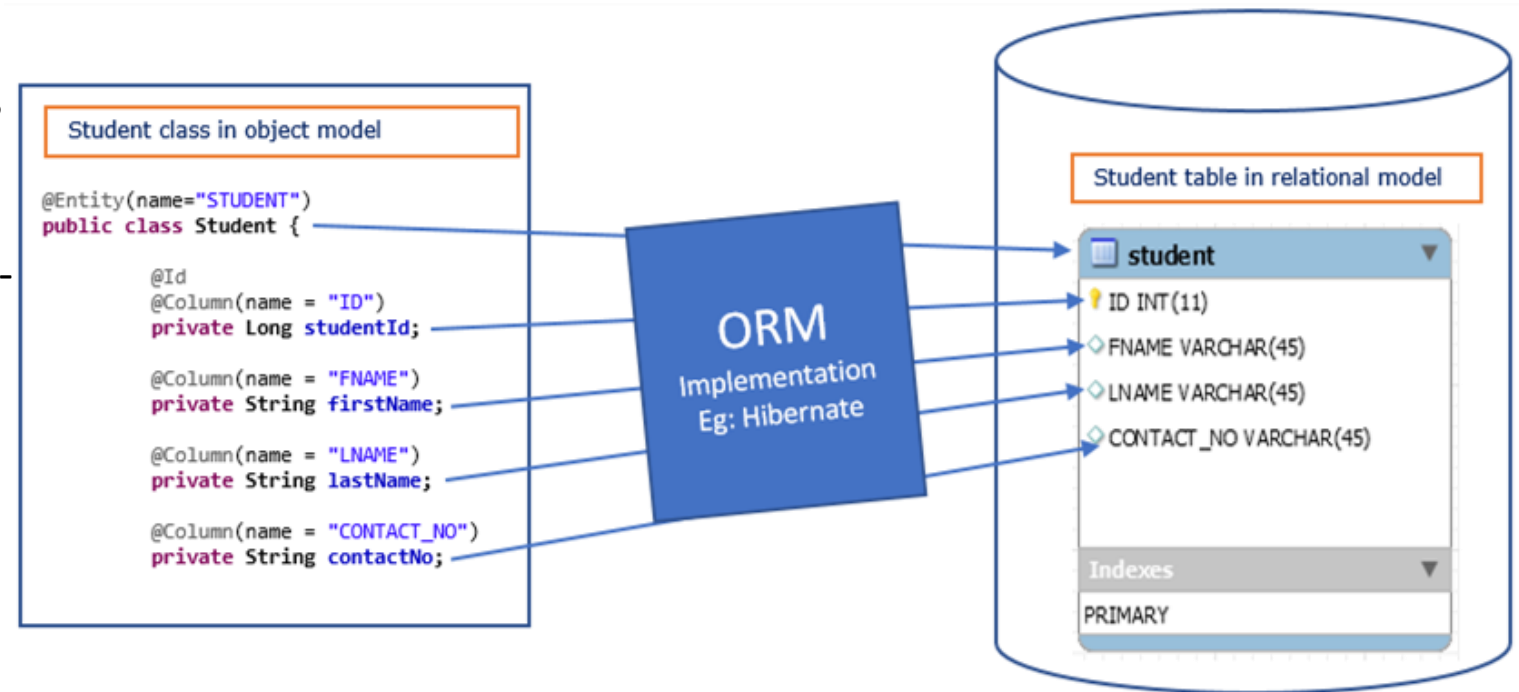 Student class in object model
@Entity(name="STUDENT")
public class Student {
@Id
@Column(name = "ID")
private Long studentId;
@Column(name = "FNAME")
private String firstName;
@Column(name = "LNAME")
private String lastName;
@Column(name = "CONTACT_NO")
private String contactNo;
ORM
Implementation
Eg: Hibernate
Student table in relational model
student
ID INT(11)
FNAME VARCHAR(45)
LNAME VARCHAR(45)
CONTACT_NO VARCHAR(45)
Indexes
PRIMARY